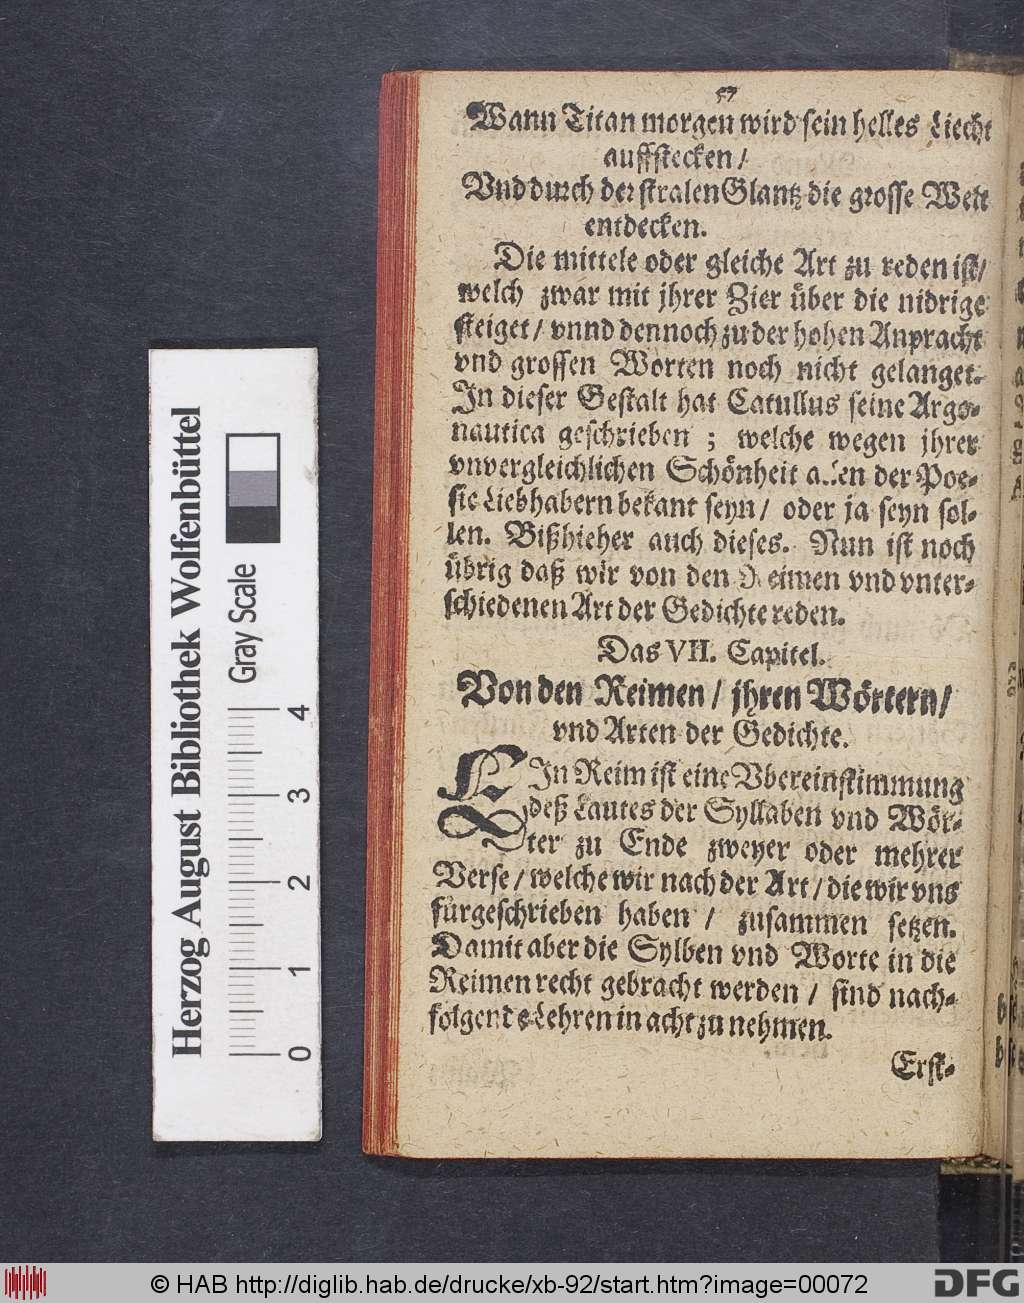 57
Wann Titan morgen wird sein helles Liecht
auffstecken /
Vnd durch der stralen Glantz die grosse Welt
entdecken.
Die mittele oder gleiche Art zu reden ist /
welch zwar mit jhrer Zier über die nidrige
steiget / vnnd dennoch zu der hohen Anpracht
vnd grossen Worten noch nicht gelanget.
In dieser Gestalt hat Catullus seine Argo-
nautica geschrieben ; welche wegen jhrer
vnvergleichlichen Schönheit allen der Poe-
sie Liebhabern bekant seyn / oder ja seyn sol-
len. Bißhieher auch dieses. Nun ist noch
übrig daß wir von den Reimen vnd vnter-
schiedenen Art der Gedichte reden.
Das VII. Capitel.
Von den Reimen / jhren Wörtern /
vnd Arten der Gedichte.
EIn Reim ist eine Vbereinstimmung
deß Lautes der Syllaben vnd Wör-
ter zu Ende zweyer oder mehrer
Verse / welche wir nach der Art / die wir vns
fürgeschrieben haben / zusammen setzen.
Damit aber die Sylben vnd Worte in die
Reimen recht gebracht werden / sind nach-
folgende Lehren in acht zu nehmen.
Erst-
Herzog August Bibliothek Wolfenbüttel
Gray Scale
0 1 2 3 4
© HAB http://diglib.hab.de/drucke/xb-92/start.htm?image=00072
DFG